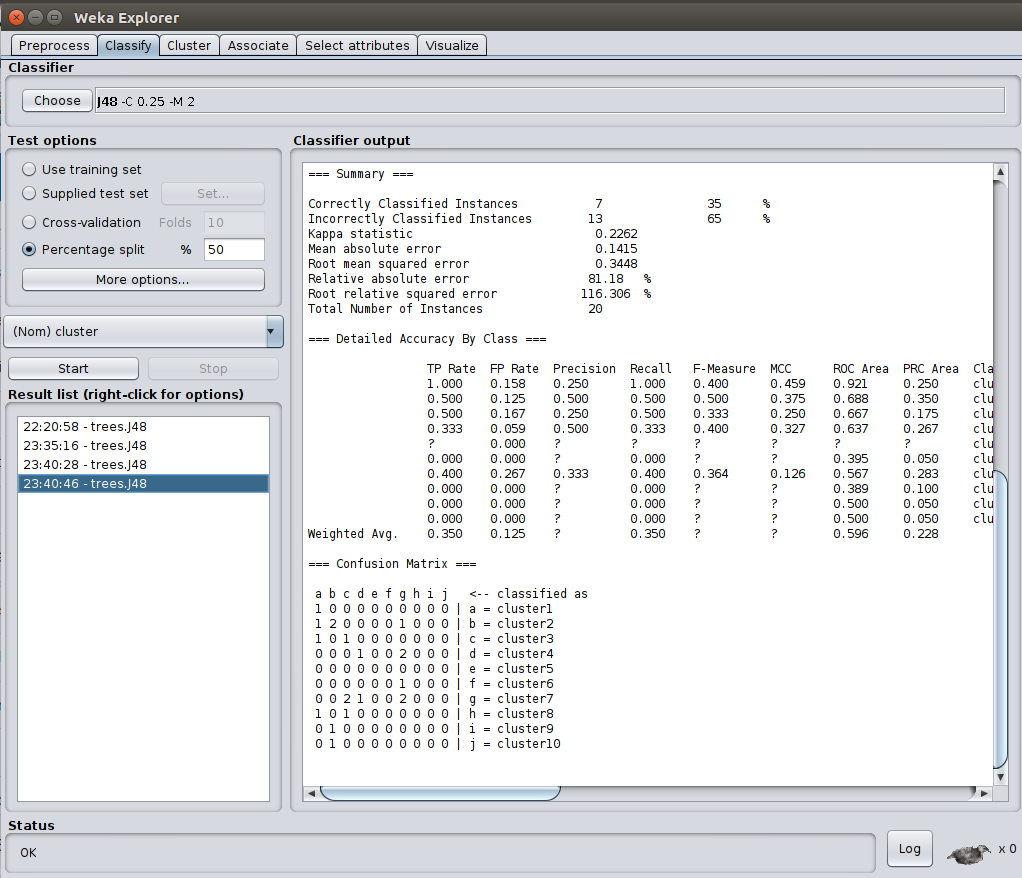 Weka Explorer
Preprocess Classify Cluster Associate Select attributes Visualize
Classifier
Choose J48 -C 0.25 -M 2
Test options
Use training set
Supplied test set Set...
Cross-validation Folds 10
Percentage split % 50
More options...
(Nom) cluster
Start Stop
Result list (right-click for options)
22:20:58 - trees.J48
23:35:16 - trees.J48
23:40:28 - trees.J48
23:40:46 - trees.J48
Classifier output
=== Summary ===
Correctly Classified Instances 7 35 %
Incorrectly Classified Instances 13 65 %
Kappa statistic 0.2262
Mean absolute error 0.1415
Root mean squared error 0.3448
Relative absolute error 81.18 %
Root relative squared error 116.306 %
Total Number of Instances 20
=== Detailed Accuracy By Class ===
TP Rate FP Rate Precision Recall F-Measure MCC ROC Area PRC Area Cla
1.000 0.158 0.250 1.000 0.400 0.459 0.921 0.250 clu
0.500 0.125 0.500 0.500 0.500 0.375 0.688 0.350 clu
0.500 0.167 0.250 0.500 0.333 0.250 0.667 0.175 clu
0.333 0.059 0.500 0.333 0.400 0.327 0.637 0.267 clu
? 0.000 ? ? ? ? ? ? clu
0.000 0.000 ? 0.000 ? ? 0.395 0.050 clu
0.400 0.267 0.333 0.400 0.364 0.126 0.567 0.283 clu
0.000 0.000 ? 0.000 ? ? 0.389 0.100 clu
0.000 0.000 ? 0.000 ? ? 0.500 0.050 clu
0.000 0.000 ? 0.000 ? ? 0.500 0.050 clu
Weighted Avg. 0.350 0.125 ? 0.350 ? ? 0.596 0.228
=== Confusion Matrix ===
a b c d e f g h i j <-- classified as
1 0 0 0 0 0 0 0 0 0 | a = cluster1
1 2 0 0 0 0 1 0 0 0 | b = cluster2
1 0 1 0 0 0 0 0 0 0 | c = cluster3
0 0 0 1 0 0 2 0 0 0 | d = cluster4
0 0 0 0 0 0 0 0 0 0 | e = cluster5
0 0 0 0 0 0 1 0 0 0 | f = cluster6
0 0 2 1 0 0 2 0 0 0 | g = cluster7
1 0 1 0 0 0 0 0 0 0 | h = cluster8
0 1 0 0 0 0 0 0 0 0 | i = cluster9
0 1 0 0 0 0 0 0 0 0 | j = cluster10
Status
OK
Log
x 0